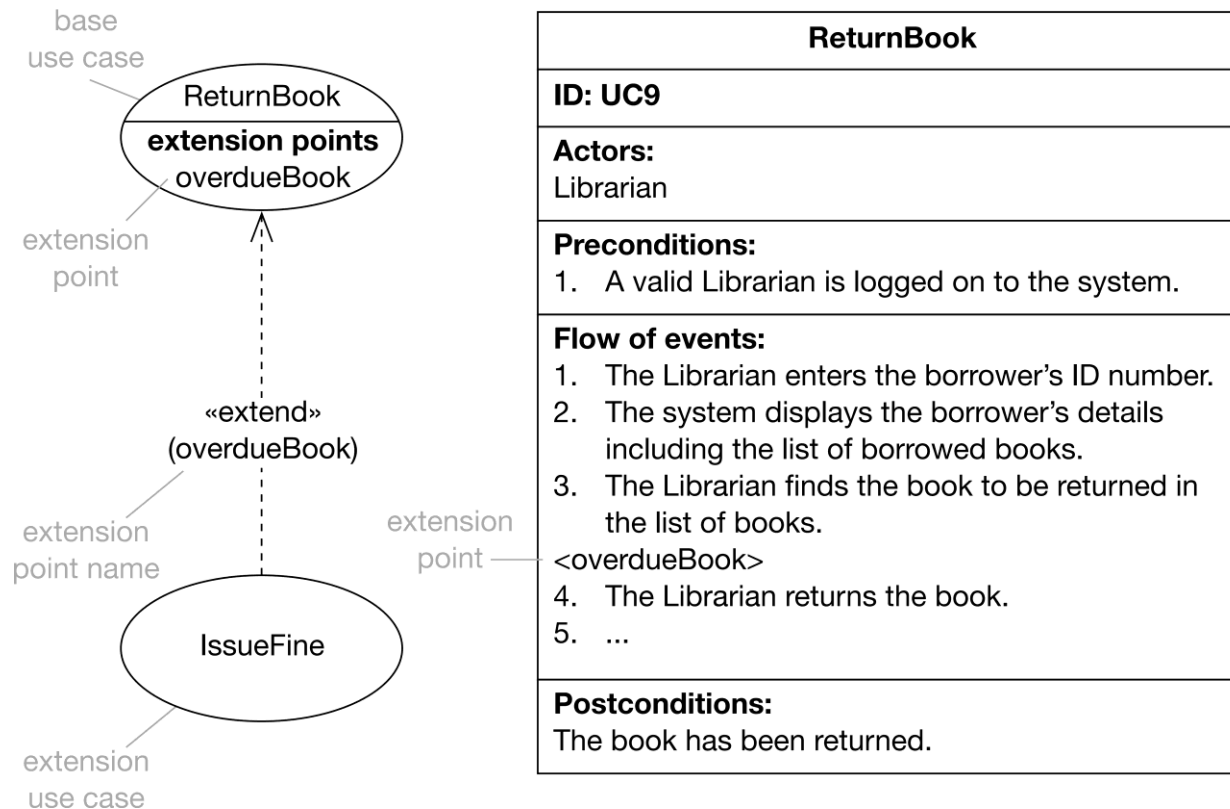 base
use case
ReturnBook
extension points
overdueBook
extension
point
«extend»
(overdueBook)
extension
point name
IssueFine
extension
use case
ReturnBook
ID: UC9
Actors:
Librarian
Preconditions:
1. A valid Librarian is logged on to the system.
Flow of events:
1. The Librarian enters the borrower’s ID number.
2. The system displays the borrower’s details
including the list of borrowed books.
3. The Librarian finds the book to be returned in
the list of books.
extension
point
<overdueBook>
4. The Librarian returns the book.
5. ...
Postconditions:
The book has been returned.